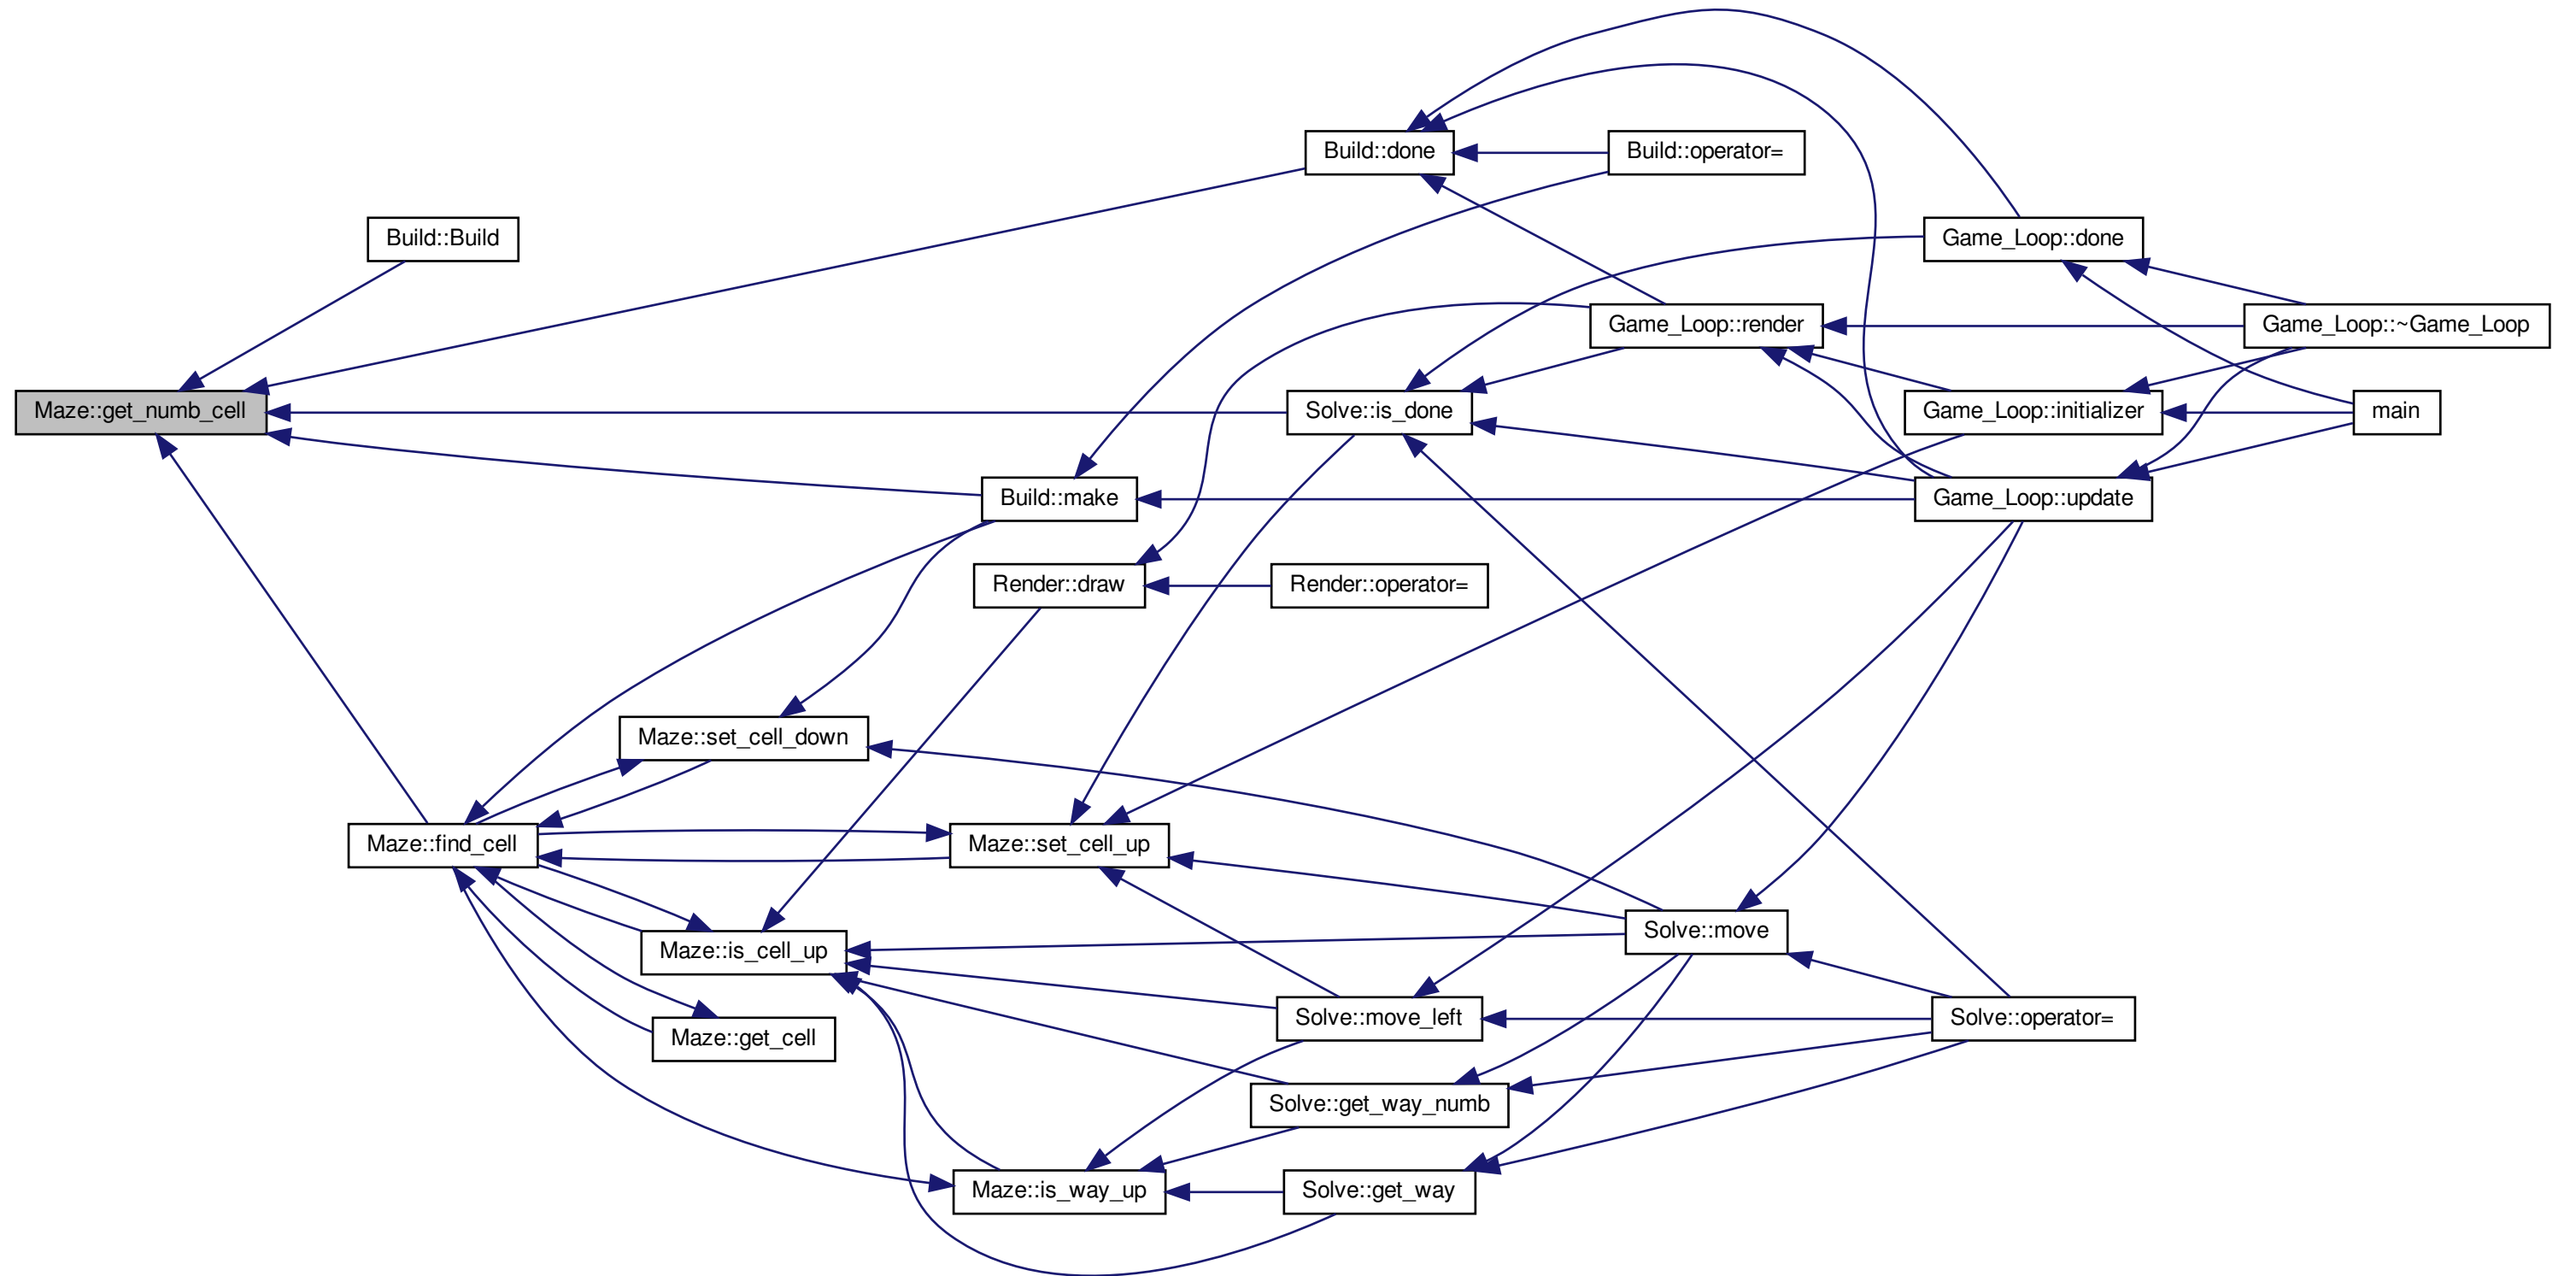 Build::done
Build::operator=
Build::Build
Game_Loop::done
Game_Loop::render
Game_Loop::~Game_Loop
Maze::get_numb_cell
Solve::is_done
Game_Loop::initializer
main
Build::make
Game_Loop::update
Render::draw
Render::operator=
Maze::set_cell_down
Maze::find_cell
Maze::set_cell_up
Solve::move
Maze::is_cell_up
Solve::move_left
Solve::operator=
Maze::get_cell
Solve::get_way_numb
Maze::is_way_up
Solve::get_way